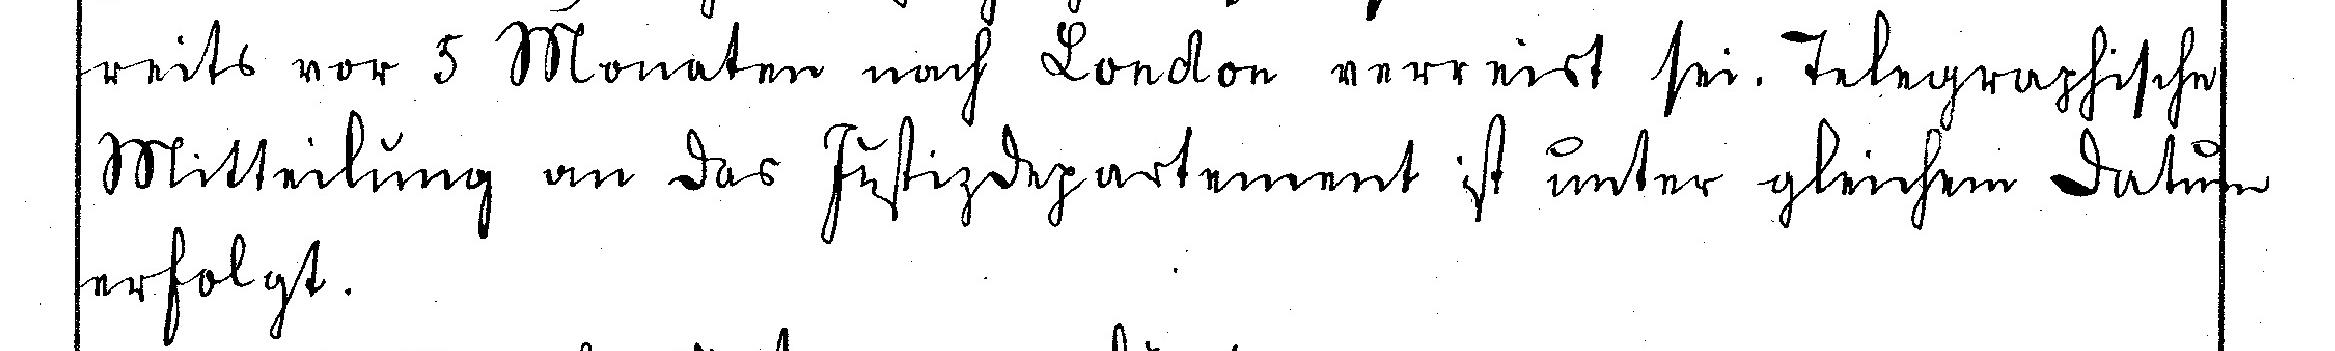 reits vor 5 Monaten nach London verreist sei. Telegraphische
Mitteilung an das Justizdepartement ist unter gleichem Datum
erfolgt.